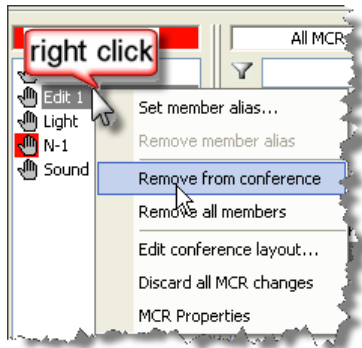 All MCR
right click
Edit 1
Light
N-1
Sound
Set member alias...
Remove member alias
Remove from conference
Remove all members
Edit conference layout...
Discard all MCR changes
MCR Properties